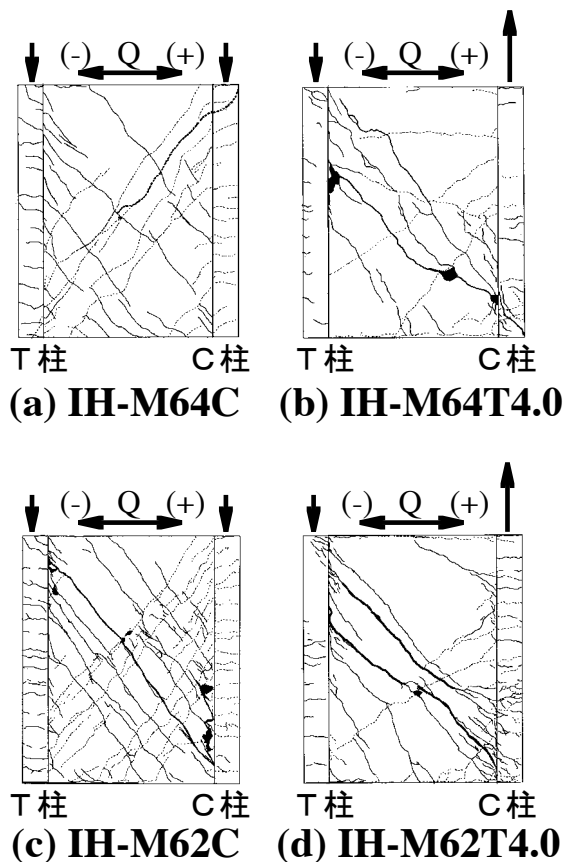 (-) Q (+)
(-) Q (+)
T柱 C柱
T柱 C柱
(a) IH-M64C
(b) IH-M64T4.0
(-) Q (+)
(-) Q (+)
T柱 C柱
T柱 C柱
(c) IH-M62C
(d) IH-M62T4.0